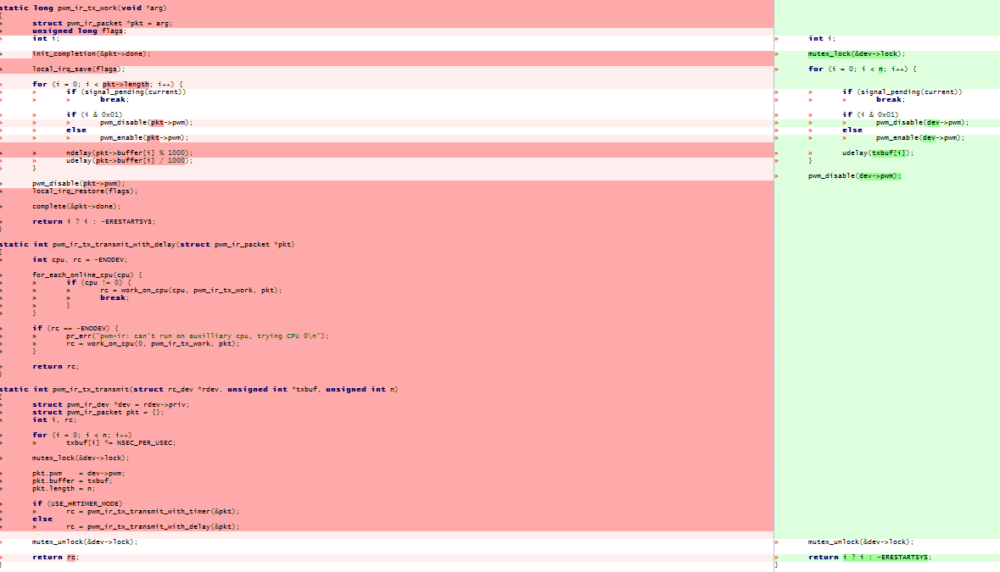 static long pwm_ir_tx_work(void *arg)
{
» struct pwm_ir_packet *pkt = arg;
» unsigned long flags;
» int i;
» init_completion(&pkt->done);
» local_irq_save(flags);
» for (i = 0; i < pkt->length; i++) {
» » if (signal_pending(current))
» » » break;
» » if (i & 0x01)
» » » pwm_disable(pkt->pwm);
» » else
» » » pwm_enable(pkt->pwm);
» » ndelay(pkt->buffer[i] % 1000);
» » udelay(pkt->buffer[i] / 1000);
» }
» pwm_disable(pkt->pwm);
» local_irq_restore(flags);
» complete(&pkt->done);
» return i ? i : -ERESTARTSYS;
}
static int pwm_ir_tx_transmit_with_delay(struct pwm_ir_packet *pkt)
{
» int cpu, rc = -ENODEV;
» for_each_online_cpu(cpu) {
» » if (cpu != 0) {
» » » rc = work_on_cpu(cpu, pwm_ir_tx_work, pkt);
» » » break;
» » }
» }
» if (rc == -ENODEV) {
» » pr_err("pwm-ir: can't run on auxilliary cpu, trying CPU 0\n");
» » rc = work_on_cpu(0, pwm_ir_tx_work, pkt);
» }
» return rc;
}
static int pwm_ir_tx_transmit(struct rc_dev *rdev, unsigned int *txbuf, unsigned int n)
{
» struct pwm_ir_dev *dev = rdev->priv;
» struct pwm_ir_packet pkt = {};
» int i, rc;
» for (i = 0; i < n; i++)
» » txbuf[i] *= NSEC_PER_USEC;
» mutex_lock(&dev->lock);
» pkt.pwm = dev->pwm;
» pkt.buffer = txbuf;
» pkt.length = n;
» if (USE_HRTIMER_MODE)
» » rc = pwm_ir_tx_transmit_with_timer(&pkt);
» else
» » rc = pwm_ir_tx_transmit_with_delay(&pkt);
» mutex_unlock(&dev->lock);
» return rc;
}
» int i;
» mutex_lock(&dev->lock);
» for (i = 0; i < n; i++) {
» » if (signal_pending(current))
» » » break;
» » if (i & 0x01)
» » » pwm_disable(dev->pwm);
» » else
» » » pwm_enable(dev->pwm);
» » udelay(txbuf[i]);
» }
» pwm_disable(dev->pwm);
» mutex_unlock(&dev->lock);
» return i ? i : -ERESTARTSYS;
}